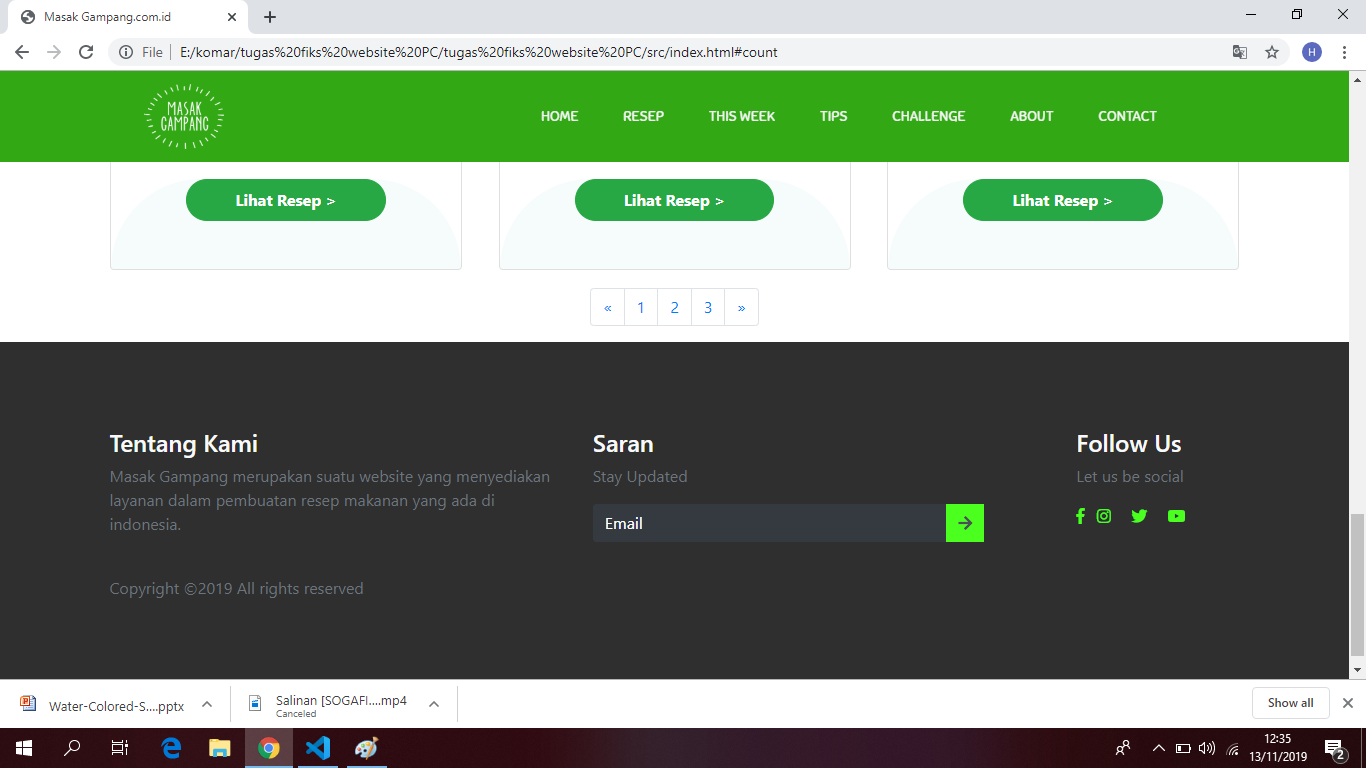 Masak Gampang.com.id
File
E:/komar/tugas%20fiks%20website%20PC/tugas%20fiks%20website%20PC/src/index.html#count
H
MASAK
GAMPANG
HOME
RESEP
THIS WEEK
TIPS
CHALLENGE
ABOUT
CONTACT
Lihat Resep >
Lihat Resep >
Lihat Resep >
«
1
2
3
»
Tentang Kami
Masak Gampang merupakan suatu website yang menyediakan
layanan dalam pembuatan resep makanan yang ada di
indonesia.
Copyright ©2019 All rights reserved
Saran
Stay Updated
Email
Follow Us
Let us be social
Water-Colored-S....pptx
Salinan [SOGAFI....mp4
Canceled
Show all
12:35
13/11/2019
2